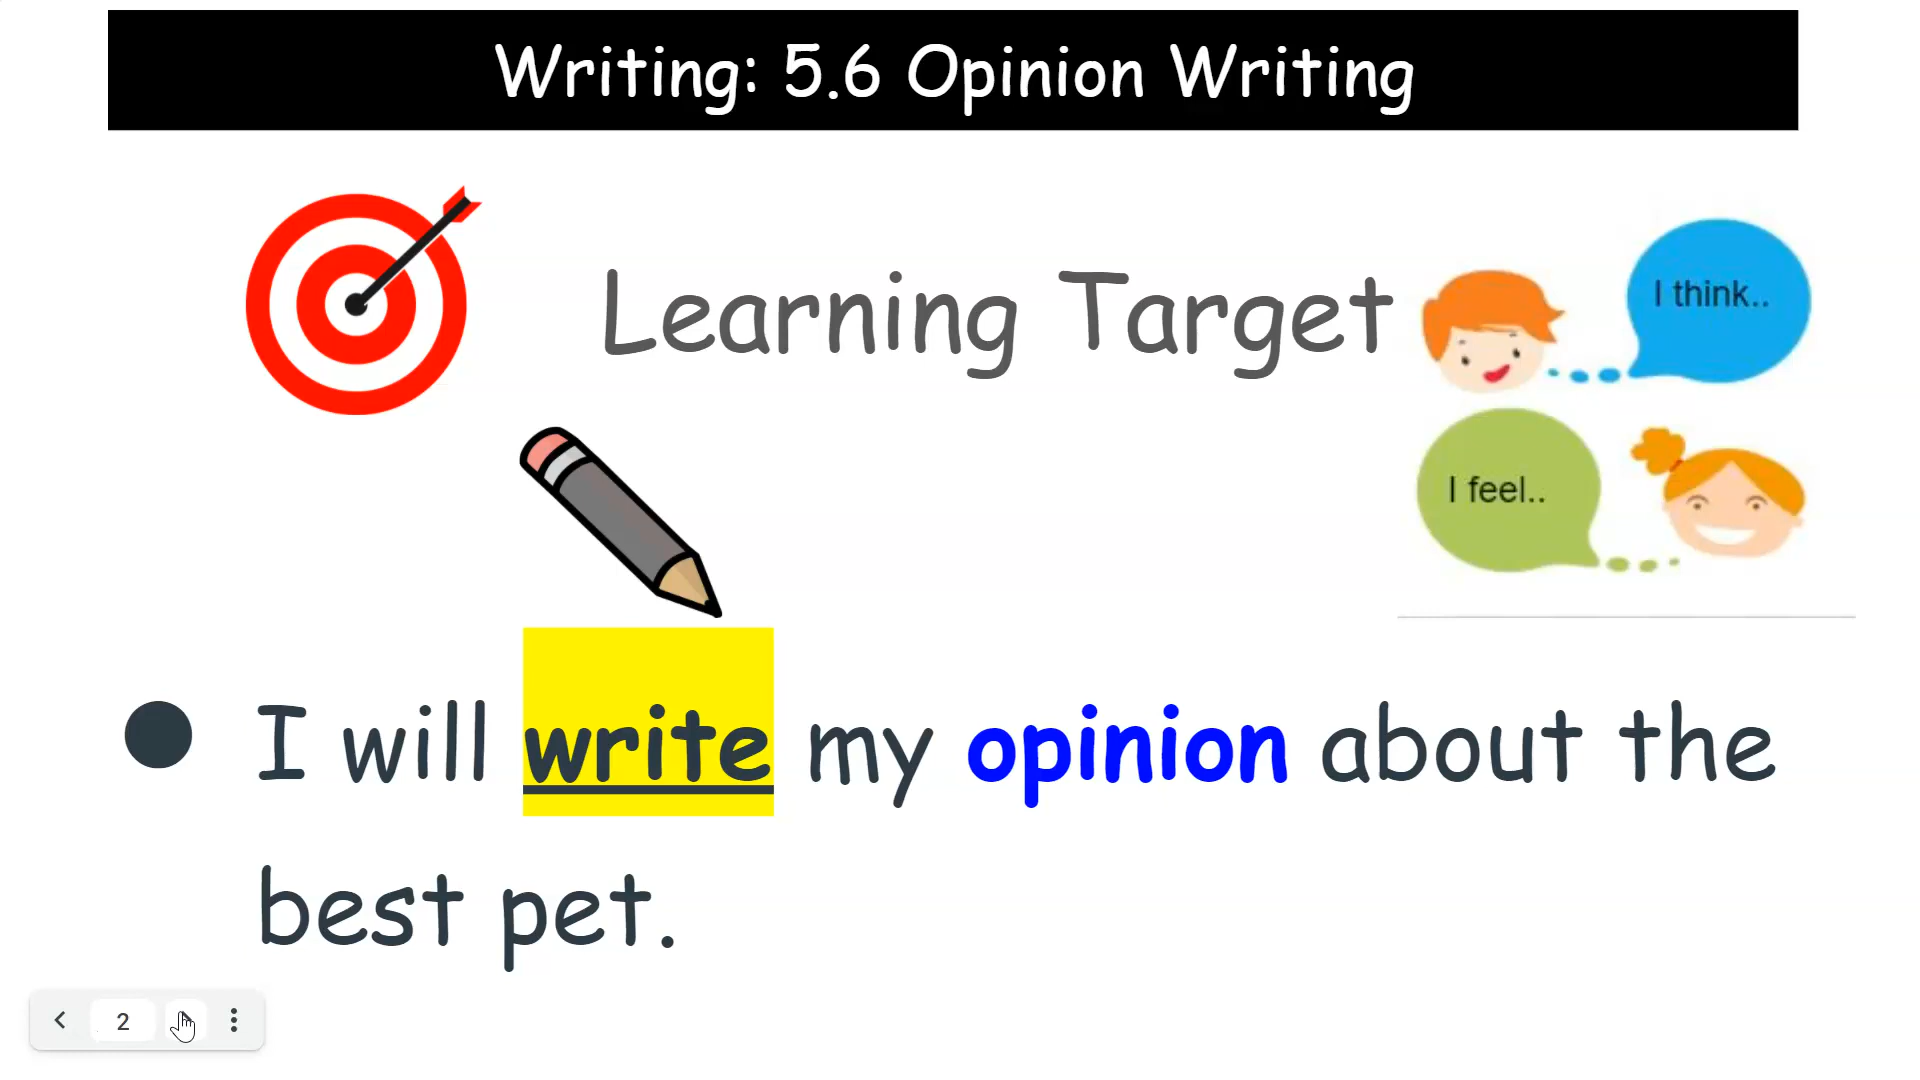 Writing: 5.6 Opinion Writing
Learning Target
I think..
I feel..
● I will write my opinion about the
best pet.
2